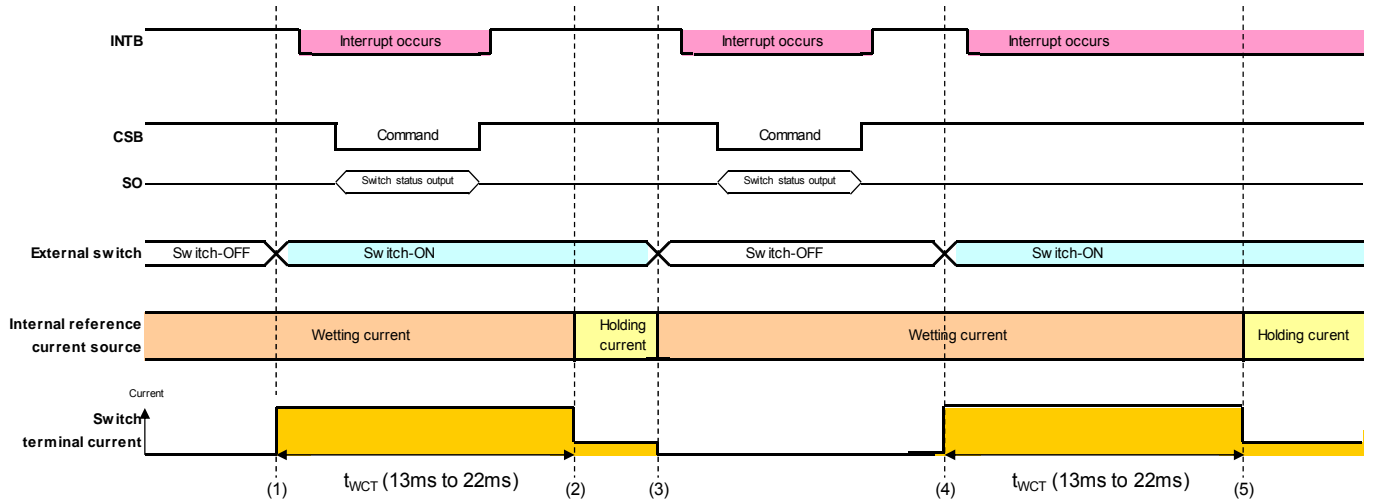 INTB
Interrupt occurs
Interrupt occurs
Interrupt occurs
CSB
Command
Command
SO
Switch status output
Switch status output
External switch
Switch-OFF
Switch-ON
Switch-OFF
Switch-ON
Internal reference
current source
Wetting current
Holding
current
Wetting current
Holding curent
Current
Switch
terminal current
(1)
tWCT (13ms to 22ms)
(2)
(3)
(4)
tWCT (13ms to 22ms)
(5)